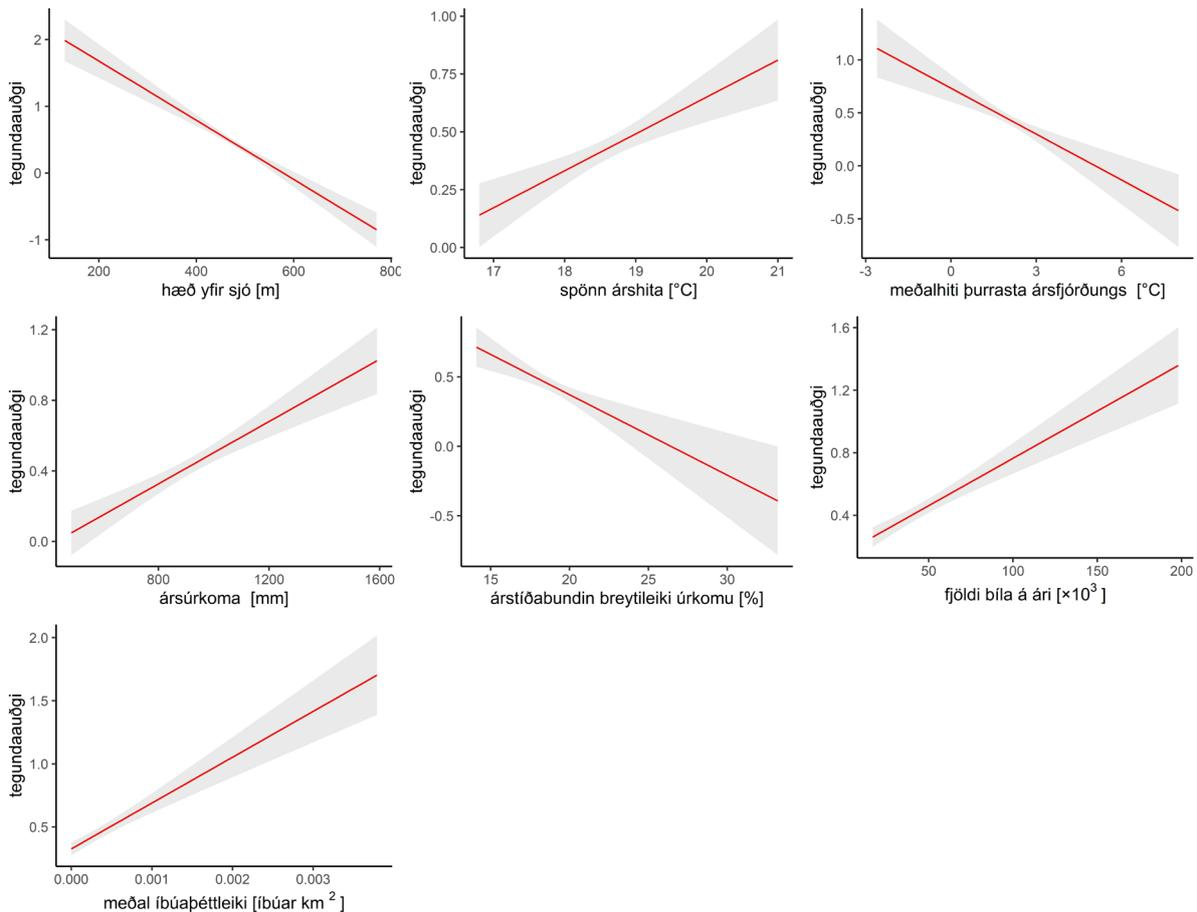 tegundaauðgi
2
1
0
-1
200 400 600 800
hæð yfir sjó [m]
tegundaauðgi
1.00
0.75
0.50
0.25
0.00
17 18 19 20 21
spönn árshita [°C]
tegundaauðgi
1.0
0.5
0.0
-0.5
-3 0 3 6
meðalhiti þurrasta ársfjórðungs [°C]
tegundaauðgi
1.2
0.8
0.4
0.0
800 1200 1600
ársúrkoma [mm]
tegundaauðgi
0.5
0.0
-0.5
15 20 25 30
árstíðabundin breytileiki úrkomu [%]
tegundaauðgi
1.6
1.2
0.8
0.4
50 100 150 200
fjöldi bíla á ári [×10³ ]
tegundaauðgi
2.0
1.5
1.0
0.5
0.000 0.001 0.002 0.003
meðal íbúaþéttleiki [íbúar km ² ]